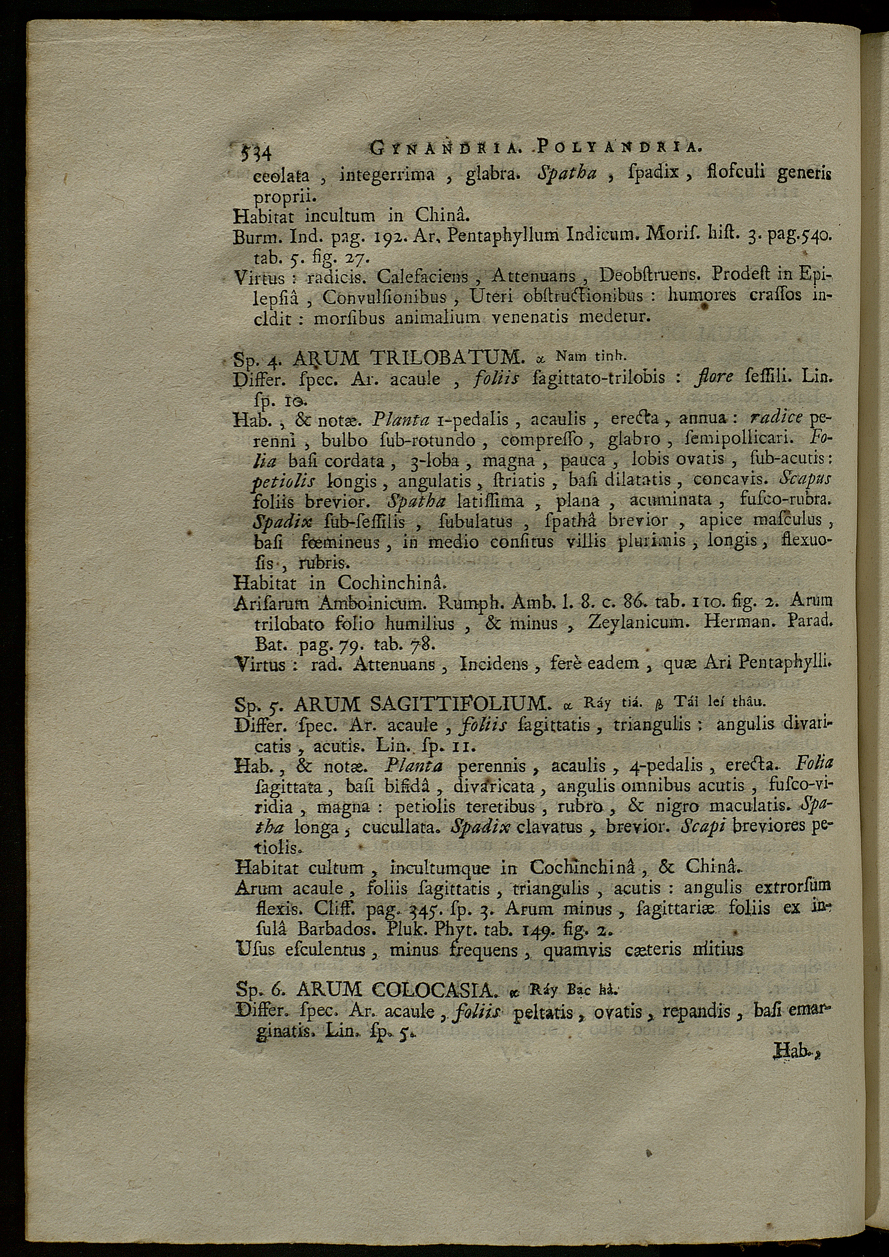 534 GYNANDRIA. POLYANDRIA.
ceolata , integerrima , glabra. Spatha , ſpadix , floſculi generis
proprii.
Habitat incultum in Chinâ.
Burm. Ind. pag. 192. Ar. Pentaphyllum Indicum. Moriſ. hiſt. 3. pag. 540.
tab. 5. fig. 27.
Virtus : radicis. Calefaciens , Attenuans , Deobſtruens. Prodeſt in Epi-
lepſiâ , Convulſionibus , Uteri obſtructionibus : humores craſſos in-
cidit : morſibus animalium venenatis medetur.
Sp. 4. ARUM TRILOBATUM. α Nam tinh.
Differ. ſpec. Ar. acaule , foliis ſagittato-trilobis : flore ſeſſili. Lin.
ſp. 10.
Hab. , & notæ. Planta 1-pedalis , acaulis , erecta , annua : radice pe-
renni , bulbo ſub-rotundo , compreſſo , glabro , ſemipollicari. Fo-
lia baſi cordata , 3-loba , magna , pauca , lobis ovatis , ſub-acutis :
petiolis longis , angulatis , ſtriatis , baſi dilatatis , concavis. Scapus
foliis brevior. Spatha latiſſima , plana , acuminata , fuſco-rubra.
Spadix ſub-ſeſſilis , ſubulatus , ſpathâ brevior , apice maſculus ,
baſi fœmineus , in medio conſitus villis plurimis , longis , flexuo-
ſis , rubris.
Habitat in Cochinchinâ.
Ariſarum Amboinicum. Rumph. Amb. l. 8. c. 86. tab. 110. fig. 2. Arum
trilobato folio humilius , & minus , Zeylanicum. Herman. Parad.
Bat. pag. 79. tab. 78.
Virtus : rad. Attenuans , Incidens , ferè eadem , quæ Ari Pentaphylli.
Sp. 5. ARUM SAGITTIFOLIUM. α Ráy tiá. β Tái leí thâu.
Differ. ſpec. Ar. acaule , foliis ſagittatis , triangulis : angulis divari-
catis , acutis. Lin. ſp. 11.
Hab. , & notæ. Planta perennis , acaulis , 4-pedalis , erecta. Folia
ſagittata , baſi bifidâ , divaricata , angulis omnibus acutis , fuſco-vi-
ridia , magna : petiolis teretibus , rubro , & nigro maculatis. Spa-
tha longa , cucullata. Spadix clavatus , brevior. Scapi breviores pe-
tiolis.
Habitat cultum , incultumque in Cochinchinâ , & Chinâ.
Arum acaule , foliis ſagittatis , triangulis , acutis : angulis extrorſùm
flexis. Cliff. pag. 345. ſp. 3. Arum minus , ſagittariæ foliis ex in-
ſulâ Barbados. Pluk. Phyt. tab. 149. fig. 2.
Uſus eſculentus , minus frequens , quamvis cæteris mitius
Sp. 6. ARUM COLOCASIA. α Ráy Bac hà.
Differ. ſpec. Ar. acaule , foliis peltatis , ovatis , repandis , baſi emar-
ginatis. Lin. ſp. 5.
Hab. ,